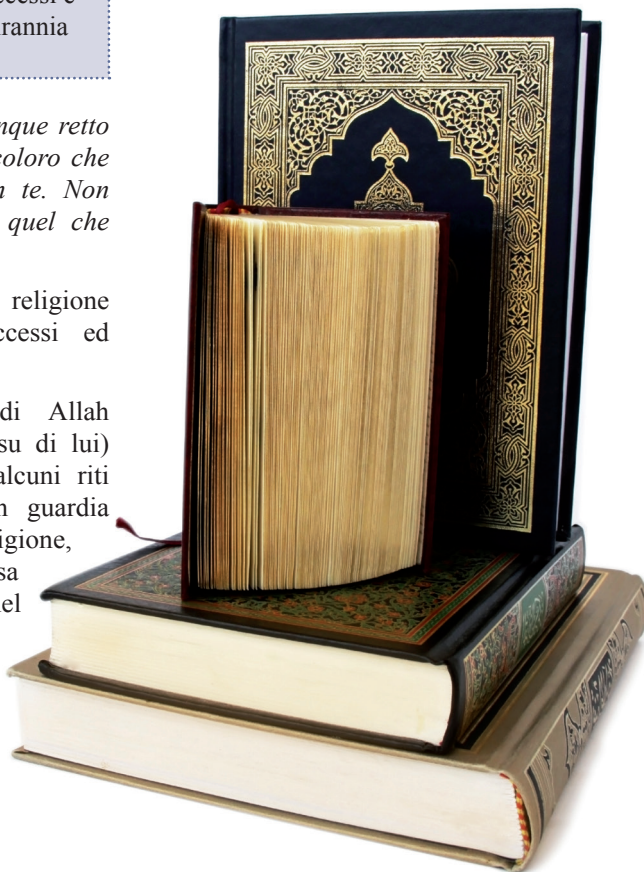 ccessi e
rannia
nque retto
coloro che
n te. Non
quel che
religione
ccessi ed
di Allah
su di lui)
alcuni riti
n guardia
igione,
sa
nel